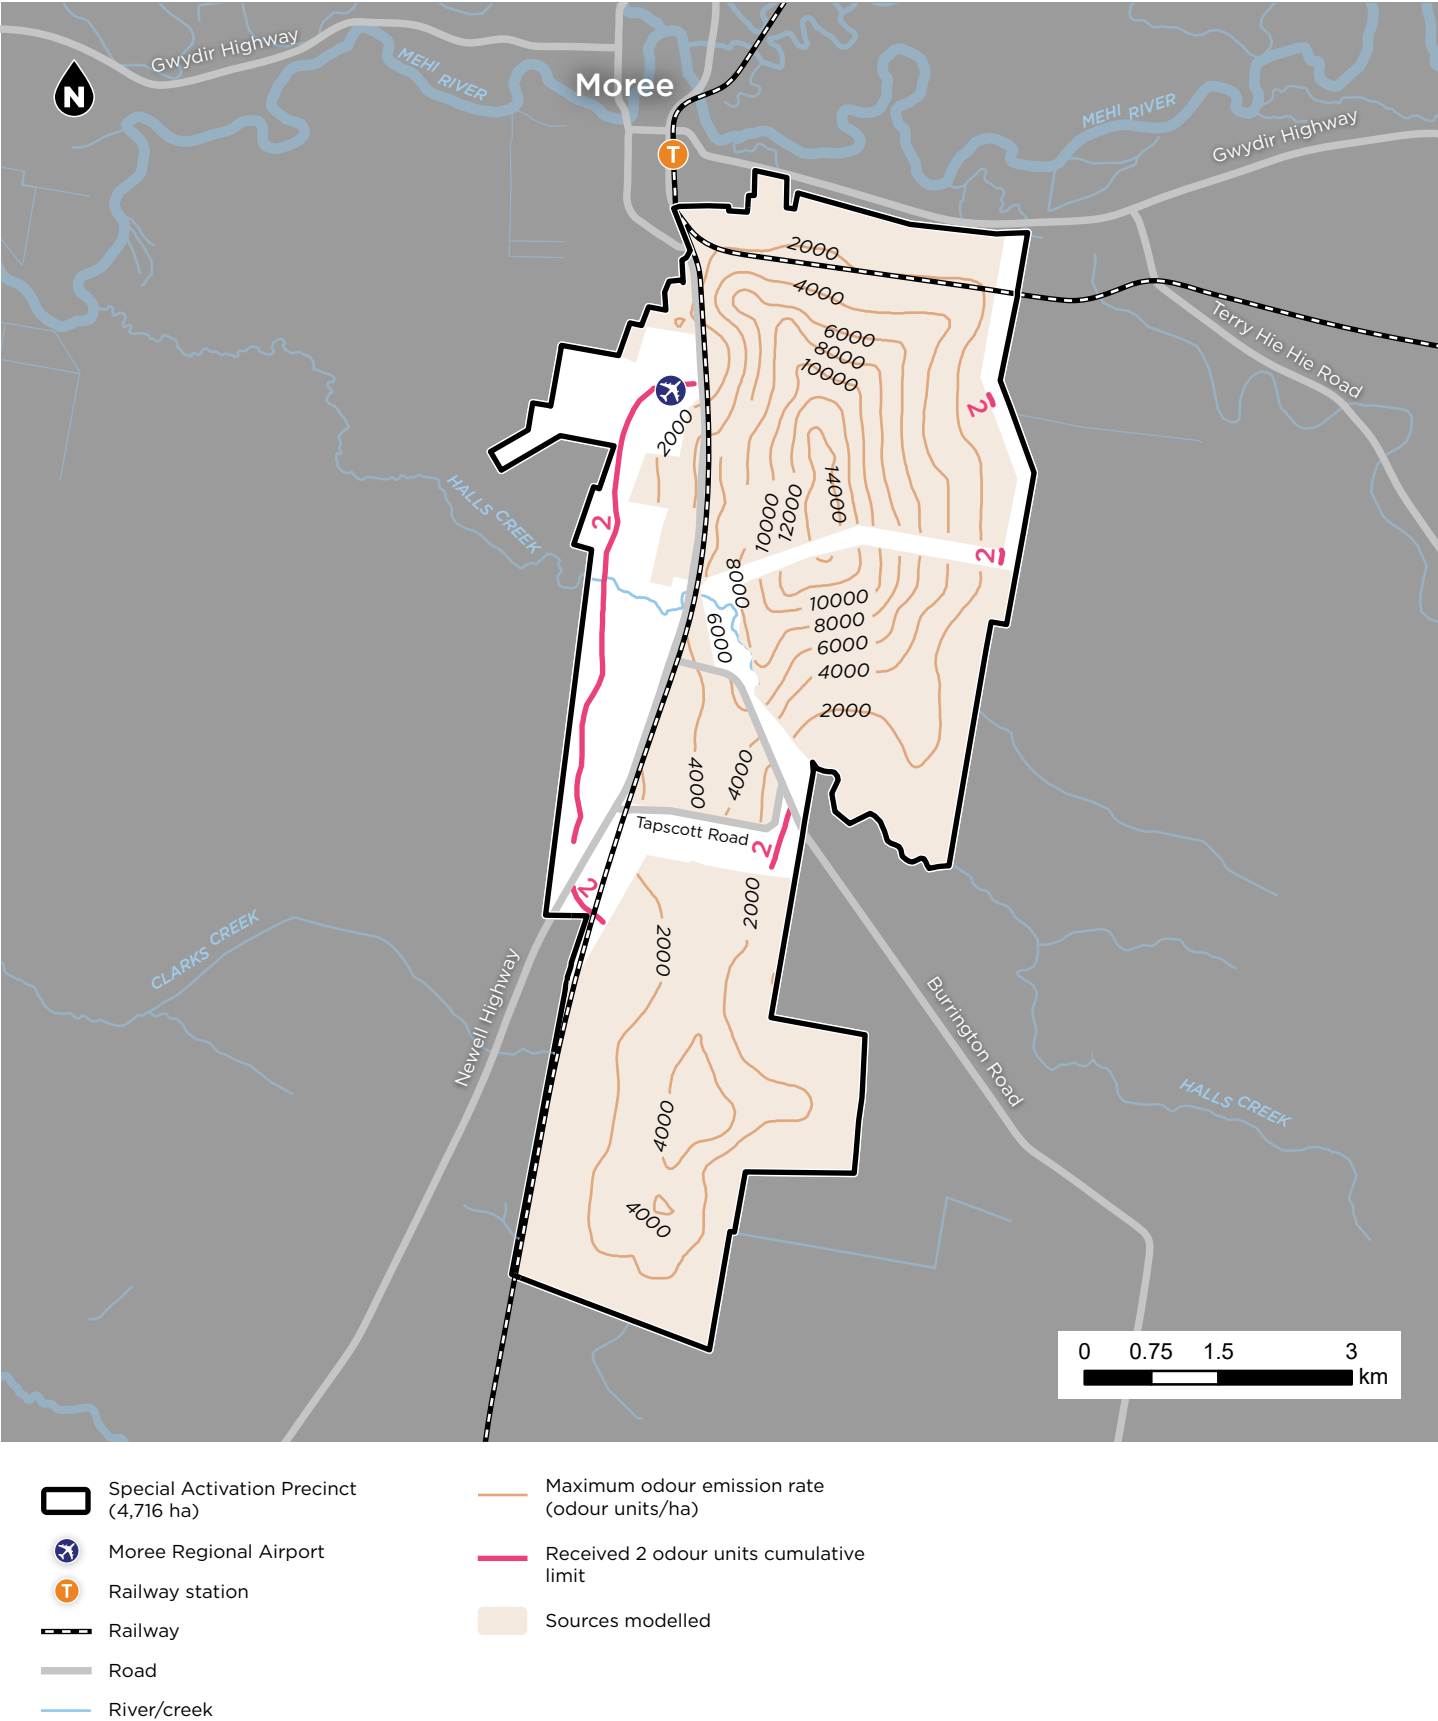 Gwydir Highway
MEHI RIVER
Moree
N
T
MEHI RIVER
Gwydir Highway
2000
4000
6000
8000
10000
Terry Hie Hie Road
2000
2
14000
12000
10000
HALLS CREEK
2
2
8000
6000
10000
8000
6000
4000
2000
4000
4000
Tapscott Road
2
2
2000
2000
CLARKS CREEK
Newell Highway
Burrington Road
HALLS CREEK
4000
4000
0 0.75 1.5 3
km
Special Activation Precinct
(4,716 ha)
Moree Regional Airport
T
Railway station
Railway
Road
River/creek
Maximum odour emission rate
(odour units/ha)
Received 2 odour units cumulative
limit
Sources modelled